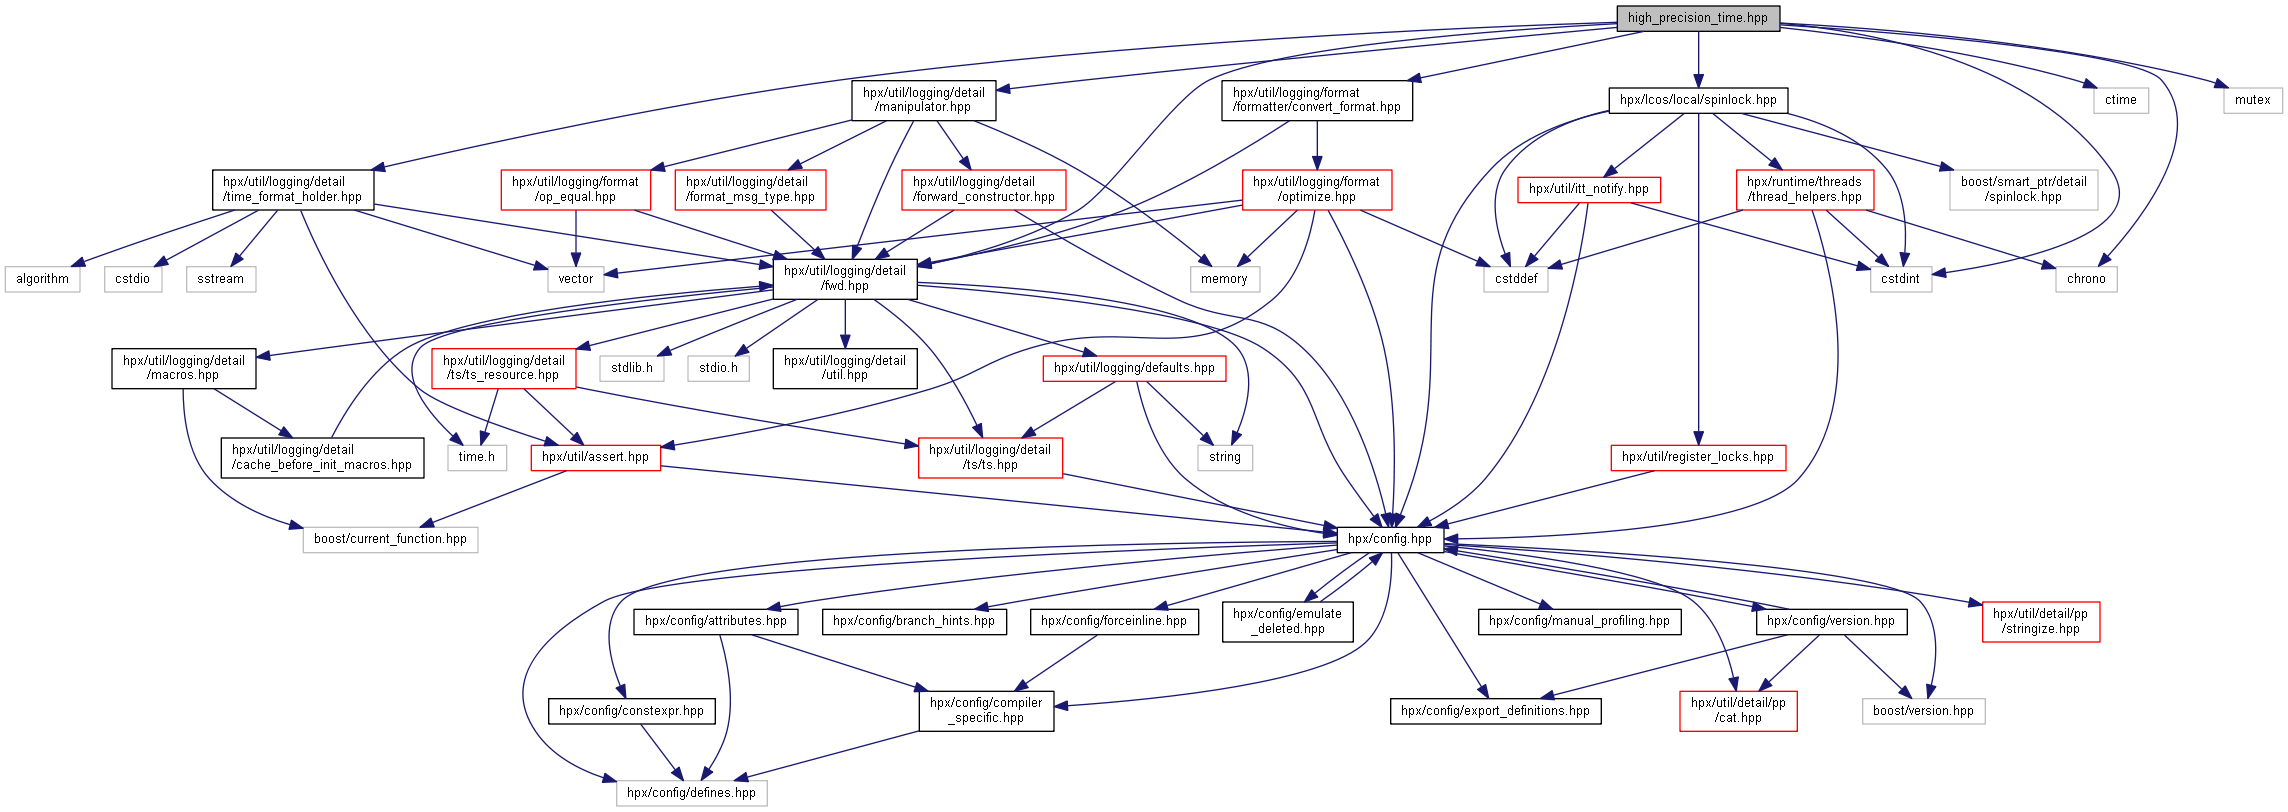 high_precision_time.hpp
hpx/util/logging/detail
/manipulator.hpp
hpx/util/logging/format
/formatter/convert_format.hpp
hpx/lcos/local/spinlock.hpp
ctime
mutex
hpx/util/logging/detail
/time_format_holder.hpp
hpx/util/logging/format
/op_equal.hpp
hpx/util/logging/detail
/format_msg_type.hpp
hpx/util/logging/detail
/forward_constructor.hpp
hpx/util/logging/format
/optimize.hpp
hpx/util/itt_notify.hpp
hpx/runtime/threads
/thread_helpers.hpp
boost/smart_ptr/detail
/spinlock.hpp
algorithm
cstdio
sstream
vector
hpx/util/logging/detail
/fwd.hpp
memory
cstddef
cstdint
chrono
hpx/util/logging/detail
/macros.hpp
hpx/util/logging/detail
/ts/ts_resource.hpp
stdlib.h
stdio.h
hpx/util/logging/detail
/util.hpp
hpx/util/logging/defaults.hpp
hpx/util/logging/detail
/cache_before_init_macros.hpp
time.h
hpx/util/assert.hpp
hpx/util/logging/detail
/ts/ts.hpp
string
hpx/util/register_locks.hpp
boost/current_function.hpp
hpx/config.hpp
hpx/config/attributes.hpp
hpx/config/branch_hints.hpp
hpx/config/forceinline.hpp
hpx/config/emulate
_deleted.hpp
hpx/config/manual_profiling.hpp
hpx/config/version.hpp
hpx/util/detail/pp
/stringize.hpp
hpx/config/constexpr.hpp
hpx/config/compiler
_specific.hpp
hpx/config/export_definitions.hpp
hpx/util/detail/pp
/cat.hpp
boost/version.hpp
hpx/config/defines.hpp